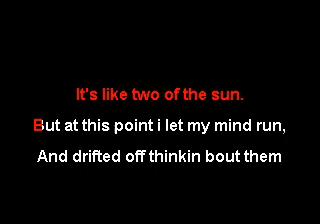 It's like two of the sun.
But at this point i let my mind run,
And drifted off thinkin bout them